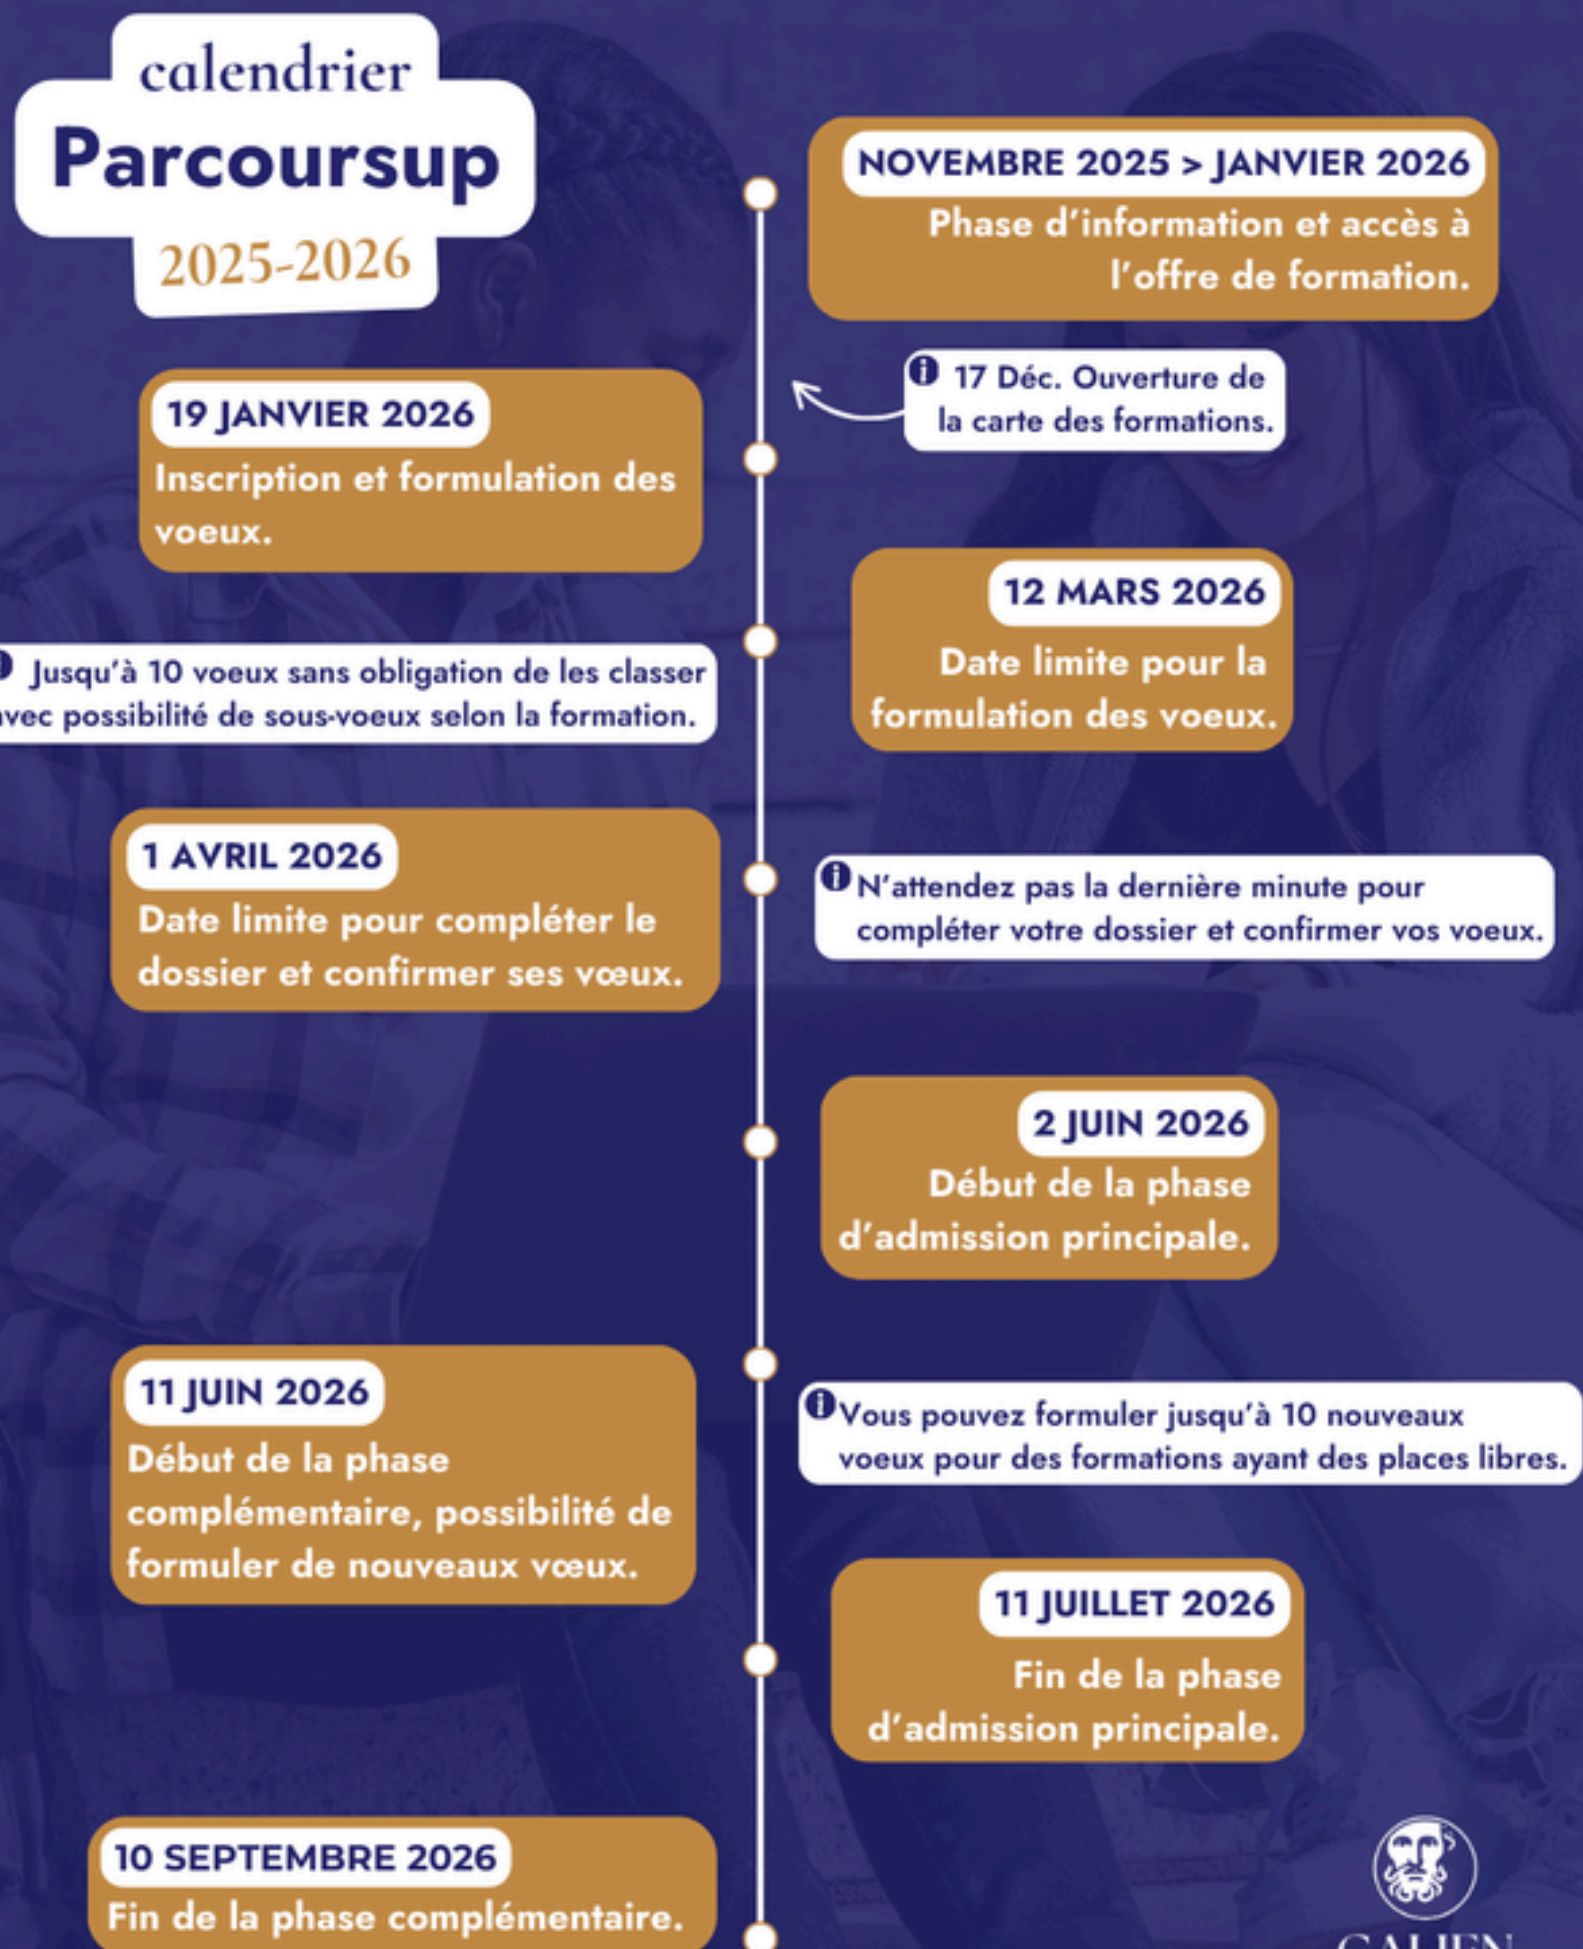 calendrier
Parcoursup
2025-2026
NOVEMBRE 2025 > JANVIER 2026
Phase d’information et accès à
l’offre de formation.
17 Déc. Ouverture de
la carte des formations.
19 JANVIER 2026
Inscription et formulation des
voeux.
12 MARS 2026
Date limite pour la
formulation des voeux.
Jusqu’à 10 voeux sans obligation de les classer
avec possibilité de sous-voeux selon la formation.
1 AVRIL 2026
Date limite pour compléter le
dossier et confirmer ses vœux.
N’attendez pas la dernière minute pour
compléter votre dossier et confirmer vos voeux.
2 JUIN 2026
Début de la phase
d’admission principale.
11 JUIN 2026
Début de la phase
complémentaire, possibilité de
formuler de nouveaux vœux.
Vous pouvez formuler jusqu’à 10 nouveaux
voeux pour des formations ayant des places libres.
11 JUILLET 2026
Fin de la phase
d’admission principale.
10 SEPTEMBRE 2026
Fin de la phase complémentaire.
GALIEN